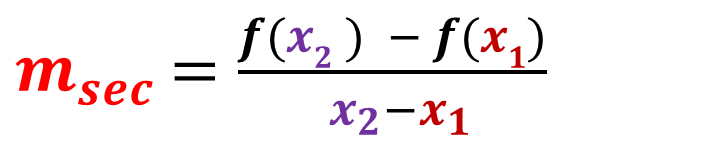 m_sec = (f(x_2) − f(x_1)) / (x_2 − x_1)